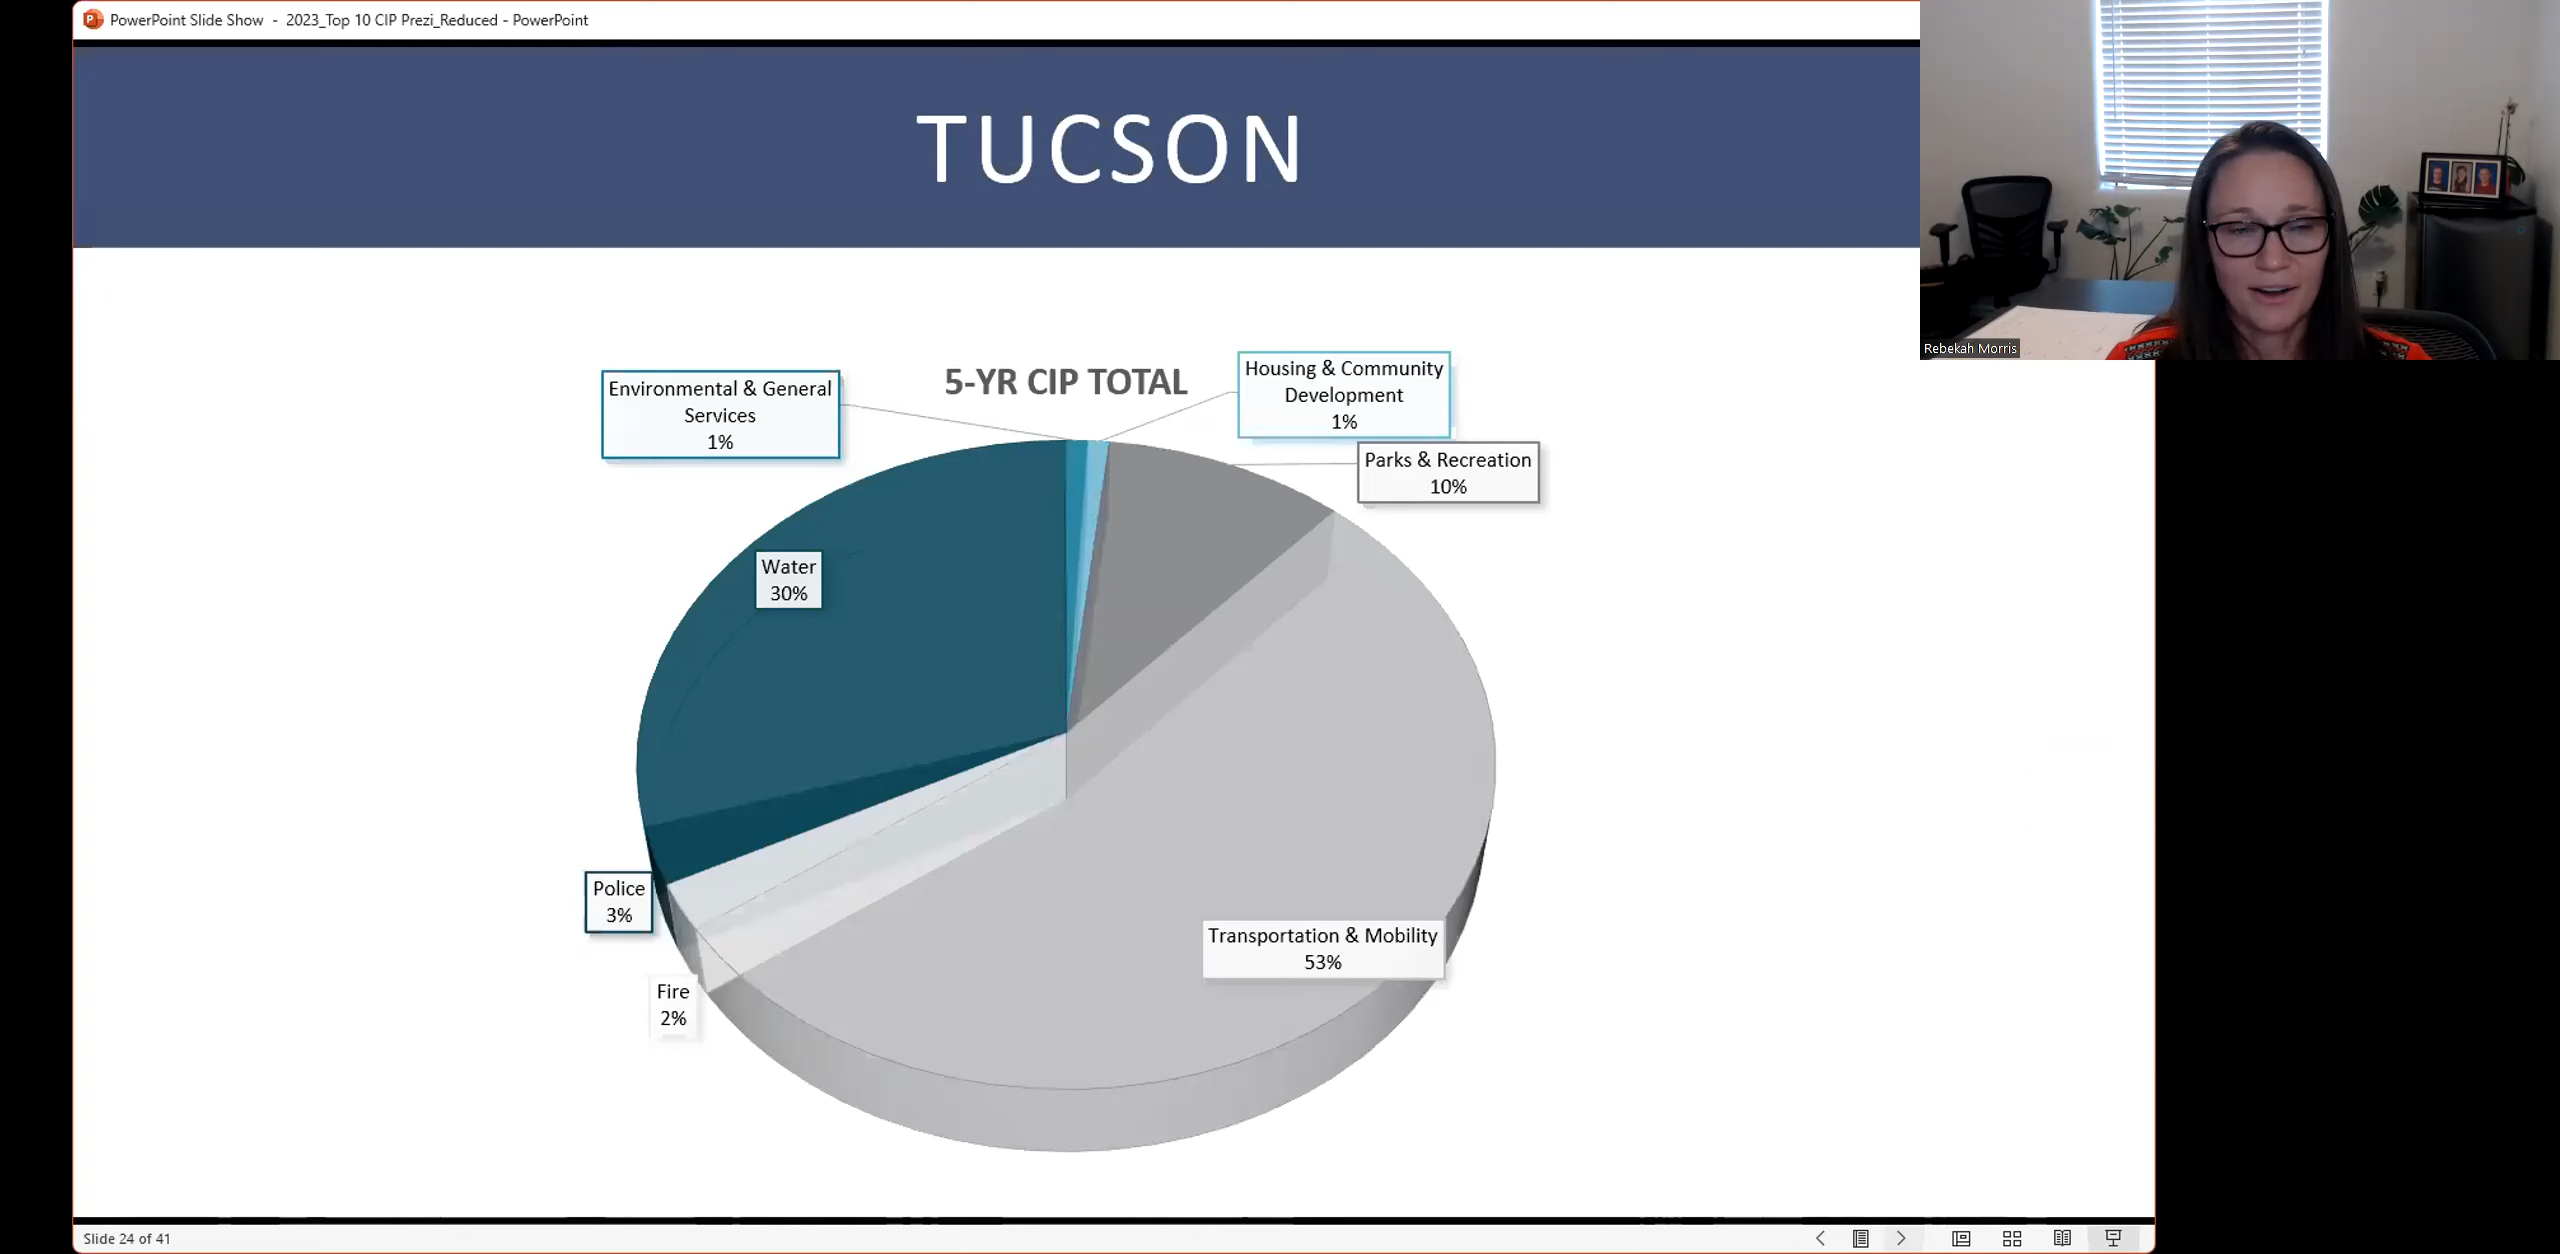 PowerPoint Slide Show - 2023_Top 10 CIP Prezi_Reduced - PowerPoint
TUCSON
Rebekah Morris
5-YR CIP TOTAL
Environmental & General
Services
1%
Housing & Community
Development
1%
Parks & Recreation
10%
Water
30%
Police
3%
Fire
2%
Transportation & Mobility
53%
Slide 24 of 41